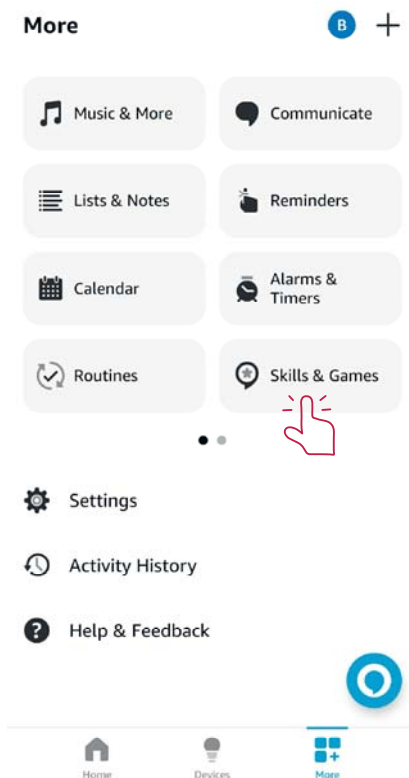 More
B
Music & More
Communicate
Lists & Notes
Reminders
Calendar
Alarms &
Timers
Routines
Skills & Games
Settings
Activity History
Help & Feedback
Home
Devices
More